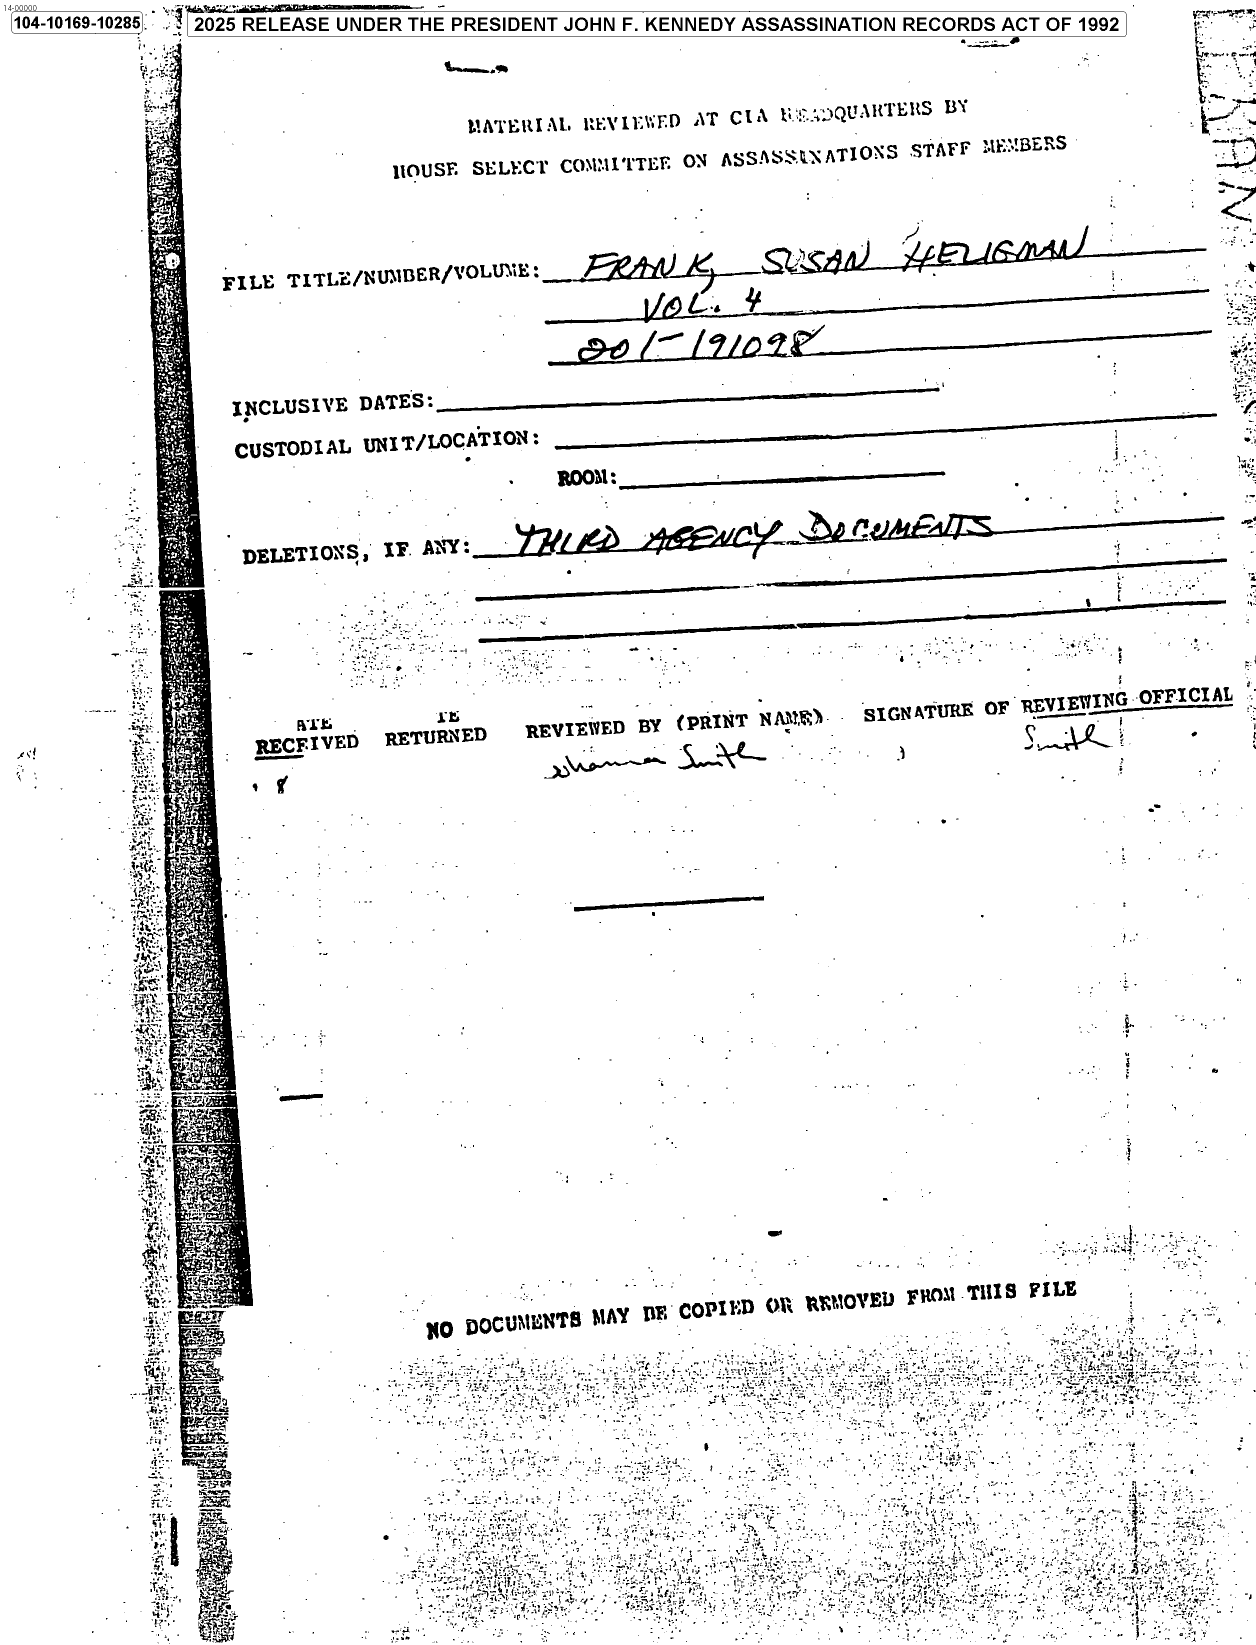 14-00000
104-10169-10285
2025 RELEASE UNDER THE PRESIDENT JOHN F. KENNEDY ASSASSINATION RECORDS ACT OF 1992
MATERIAL REVIEWED AT CIA HEADQUARTERS BY
HOUSE SELECT COMMITTEE ON ASSASSINATIONS STAFF MEMBERS
FILE TITLE/NUMBER/VOLUME: FRANK, SUSAN HELIGMAN
VOL. 4
201-191098
INCLUSIVE DATES:
CUSTODIAL UNIT/LOCATION:
ROOM:
DELETIONS, IF ANY: THIRD AGENCY DOCUMENTS
RECEIVED RETURNED REVIEWED BY (PRINT NAME) SIGNATURE OF REVIEWING OFFICIAL
8 Smith Smith
NO DOCUMENTS MAY BE COPIED OR REMOVED FROM THIS FILE